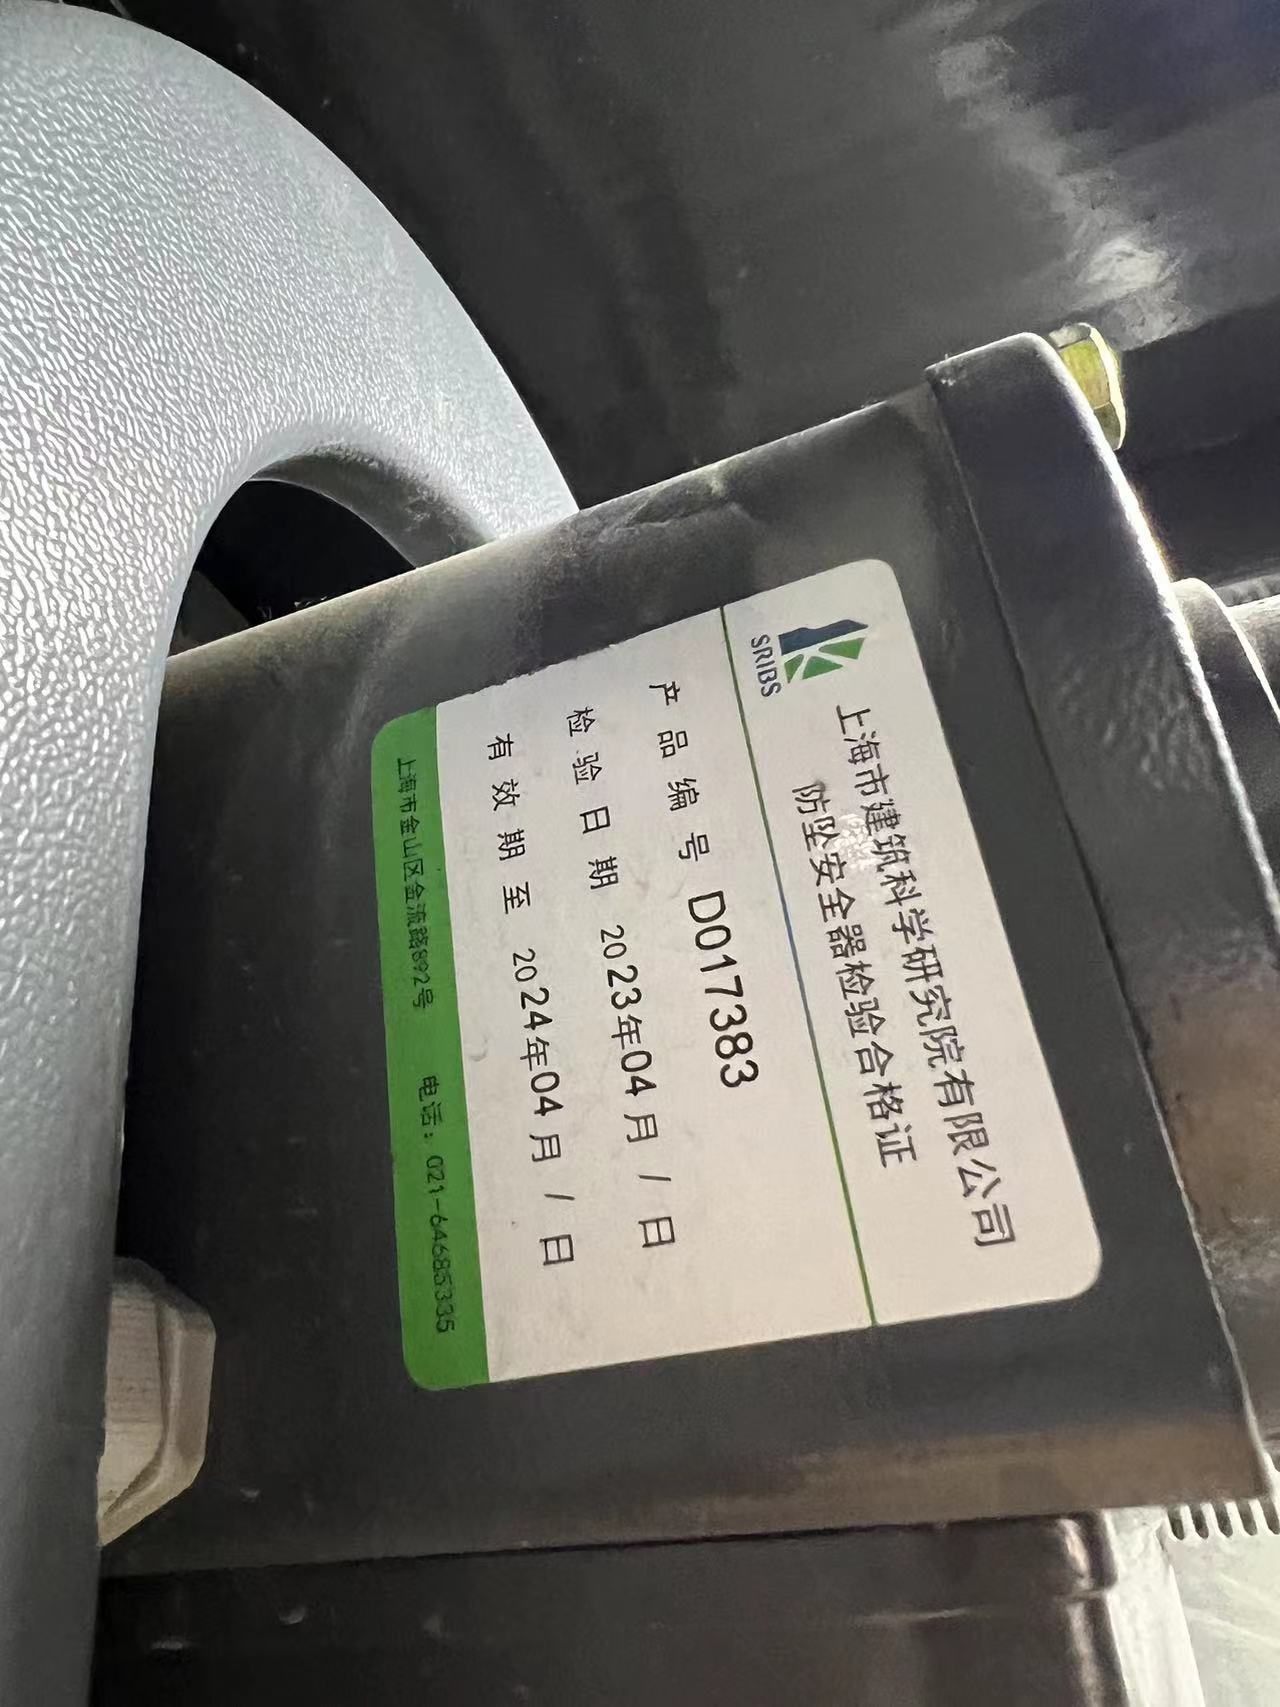 SRIBS
上海市建筑科学研究院有限公司
防坠安全器检验合格证
产品编号 D017383
检验日期 2023年04月/日
有效期至 2024年04月/日
上海市金山区金流路892号 电话：021-64685335